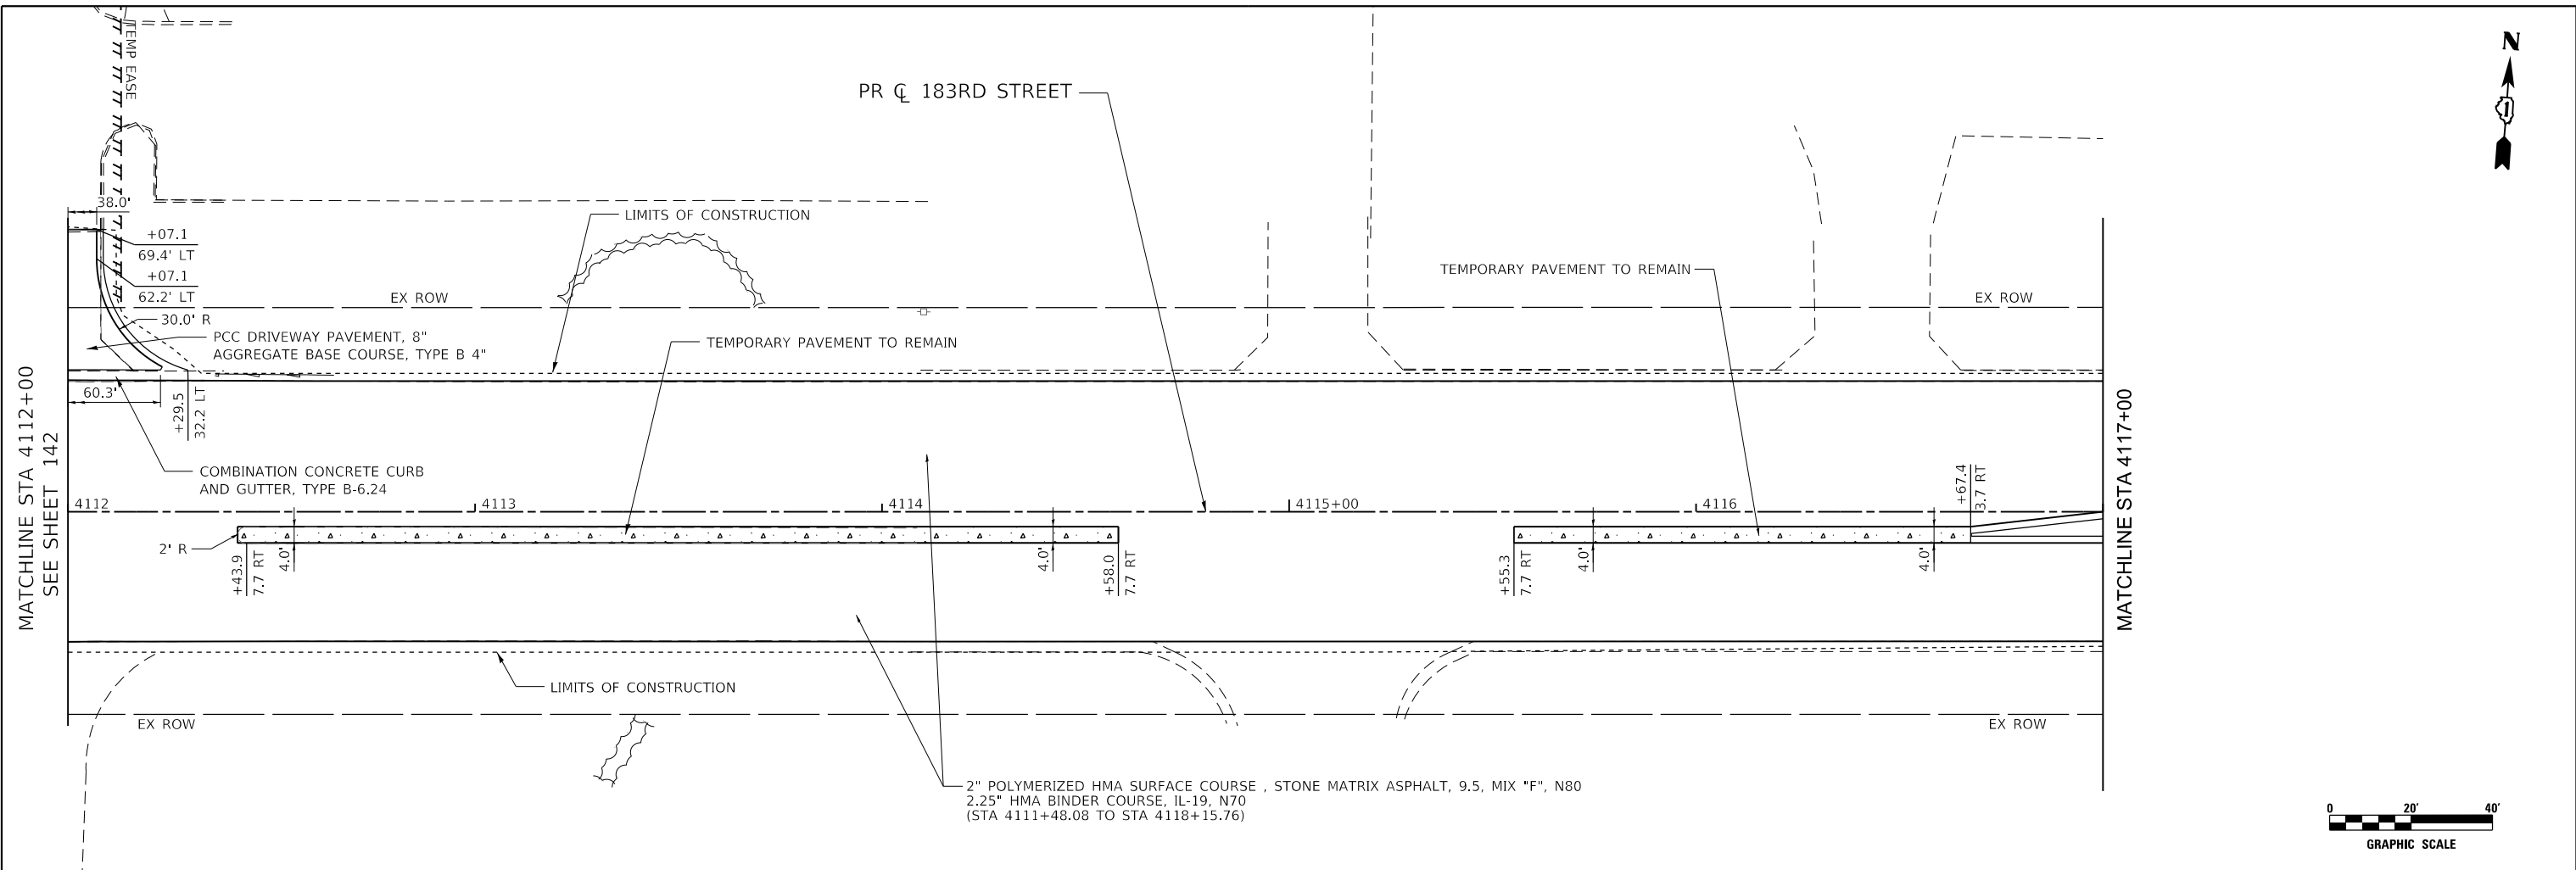 TEMP EASE
N
1
PR ℄ 183RD STREET
38.0'
LIMITS OF CONSTRUCTION
+07.1
69.4' LT
+07.1
62.2' LT
TEMPORARY PAVEMENT TO REMAIN
EX ROW
EX ROW
30.0' R
PCC DRIVEWAY PAVEMENT, 8"
AGGREGATE BASE COURSE, TYPE B 4"
TEMPORARY PAVEMENT TO REMAIN
MATCHLINE STA 4112+00
SEE SHEET 142
60.3'
+29.5
32.2 LT
MATCHLINE STA 4117+00
COMBINATION CONCRETE CURB
AND GUTTER, TYPE B-6.24
+67.4
3.7 RT
4112
4113
4114
4115+00
4116
2' R
+43.9
7.7 RT
4.0'
4.0'
+58.0
7.7 RT
+55.3
7.7 RT
4.0'
4.0'
LIMITS OF CONSTRUCTION
EX ROW
EX ROW
2" POLYMERIZED HMA SURFACE COURSE , STONE MATRIX ASPHALT, 9.5, MIX "F", N80
2.25" HMA BINDER COURSE, IL-19, N70
(STA 4111+48.08 TO STA 4118+15.76)
0 20' 40'
GRAPHIC SCALE